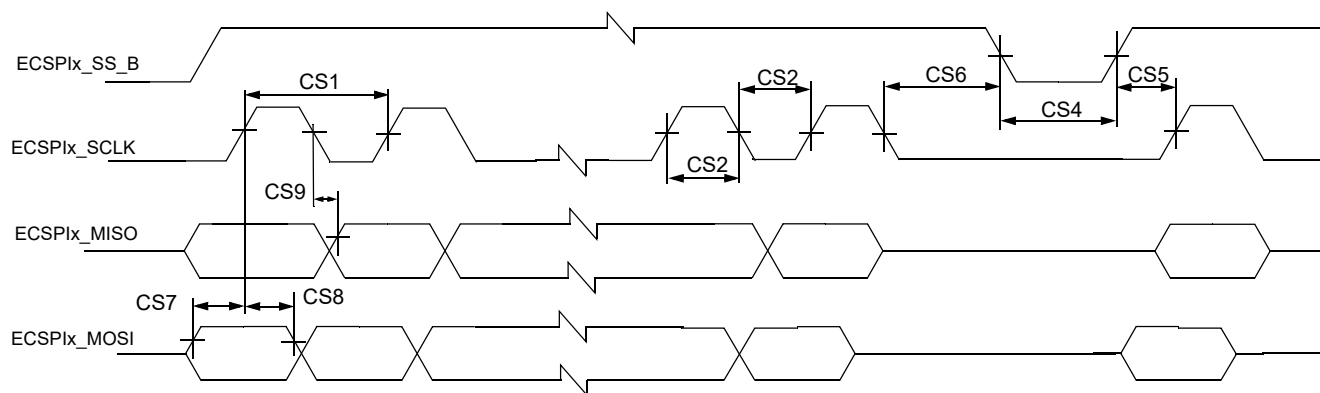 ECSPIx_SS_B
CS1
CS2
CS6
CS5
CS4
ECSPIx_SCLK
CS2
CS9
ECSPIx_MISO
CS7
CS8
ECSPIx_MOSI